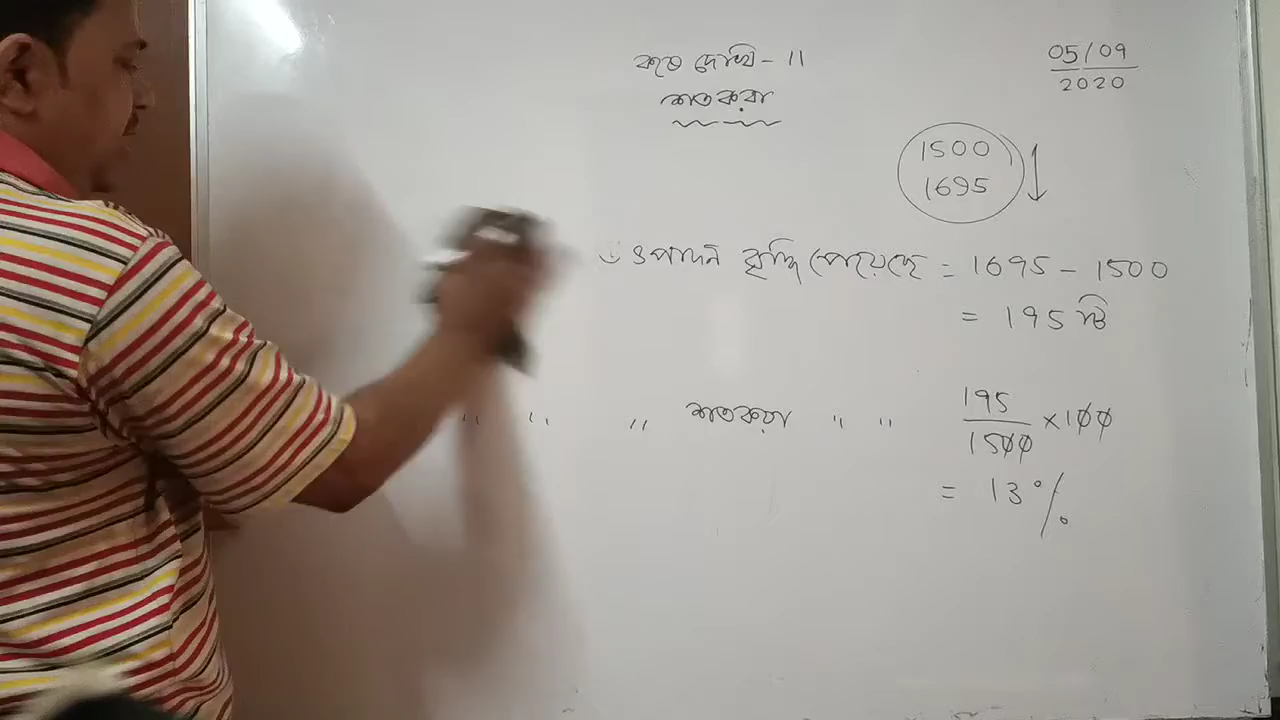 কষে দেখি - 11
শতকরা
05/09
2020
1500
1695
উৎপাদন বৃদ্ধি পেয়েছে = 1695 - 1500
= 195 টি
" " " শতকরা " " 195/1500 × 100
= 13%